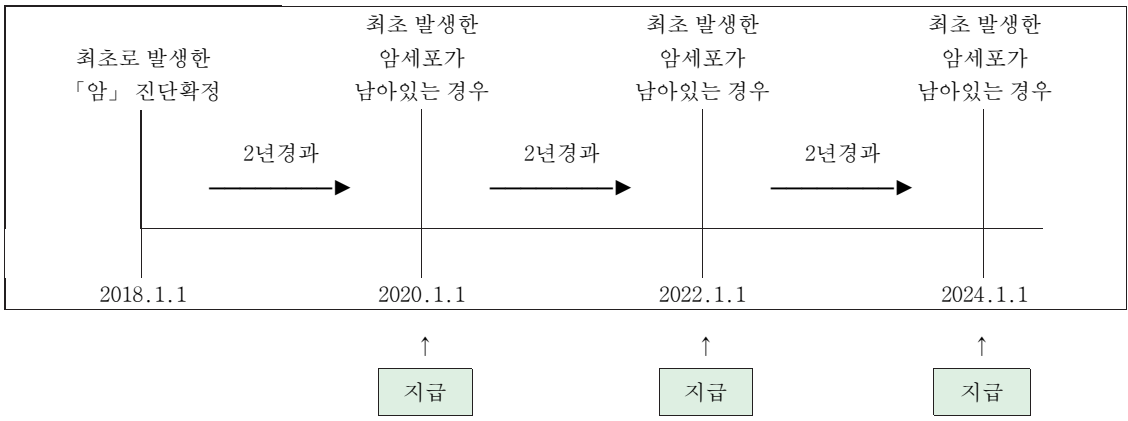 최초로 발생한
「암」 진단확정
최초 발생한
암세포가
남아있는 경우
최초 발생한
암세포가
남아있는 경우
최초 발생한
암세포가
남아있는 경우
2년경과
2년경과
2년경과
2018.1.1
2020.1.1
2022.1.1
2024.1.1
↑
↑
↑
지급
지급
지급